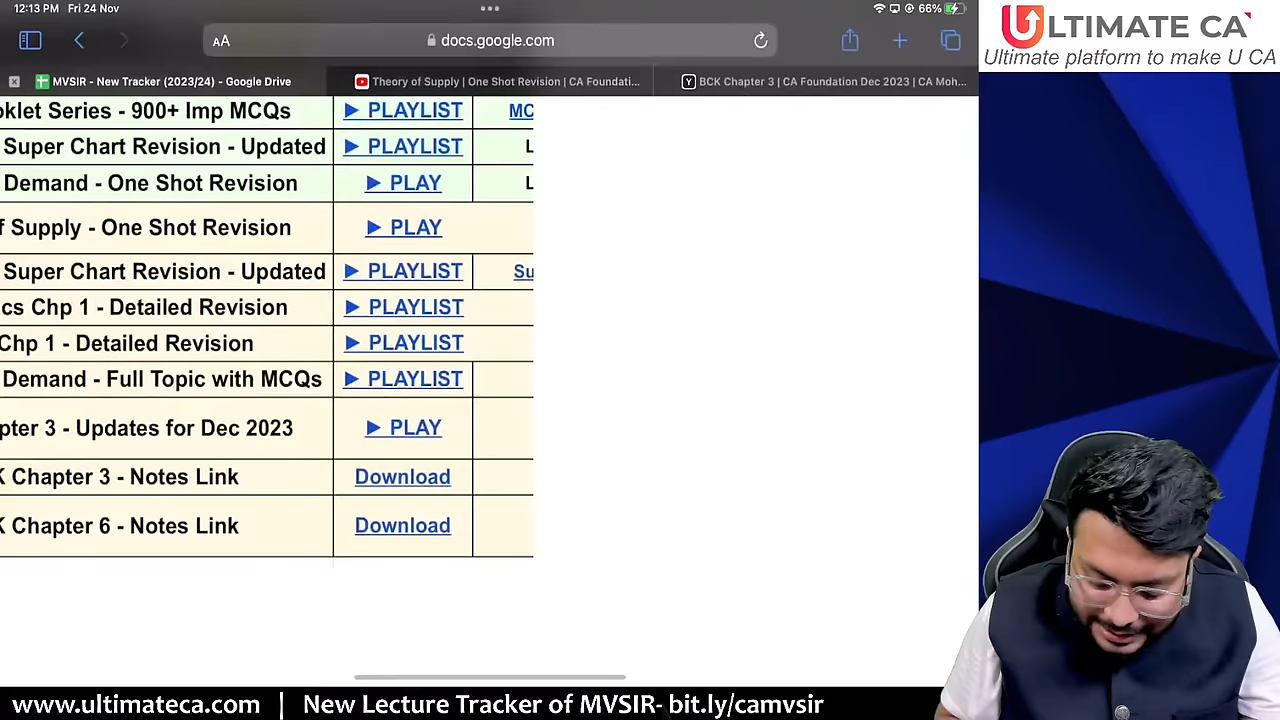 12:13 PM Fri 24 Nov
66%
AA
docs.google.com
MVSIR - New Tracker (2023/24) - Google Drive
Theory of Supply | One Shot Revision | CA Foundati...
BCK Chapter 3 | CA Foundation Dec 2023 | CA Moh...
ULTIMATE CA
Ultimate platform to make U CA
oklet Series - 900+ Imp MCQs ▶ PLAYLIST MC
Super Chart Revision - Updated ▶ PLAYLIST L
Demand - One Shot Revision ▶ PLAY L
f Supply - One Shot Revision ▶ PLAY
Super Chart Revision - Updated ▶ PLAYLIST Su
cs Chp 1 - Detailed Revision ▶ PLAYLIST
Chp 1 - Detailed Revision ▶ PLAYLIST
Demand - Full Topic with MCQs ▶ PLAYLIST
pter 3 - Updates for Dec 2023 ▶ PLAY
K Chapter 3 - Notes Link Download
K Chapter 6 - Notes Link Download
www.ultimateca.com | New Lecture Tracker of MVSIR- bit.ly/camvsir